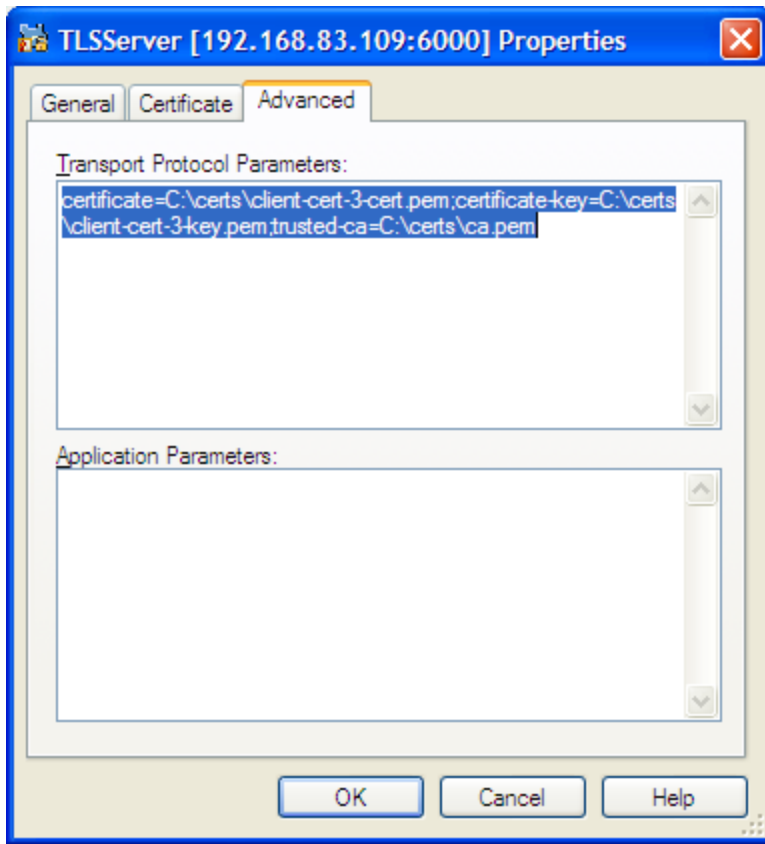 TLSServer [192.168.83.109:6000] Properties
General Certificate Advanced
Transport Protocol Parameters:
certificate=C:\certs\client-cert-3-cert.pem;certificate-key=C:\certs
\client-cert-3-key.pem;trusted-ca=C:\certs\ca.pem
Application Parameters:
OK Cancel Help